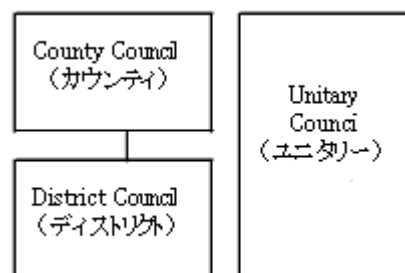 County Council
（カウンティ）
District Council
（ディストリクト）
Unitary
Counci
（ユニタリー）